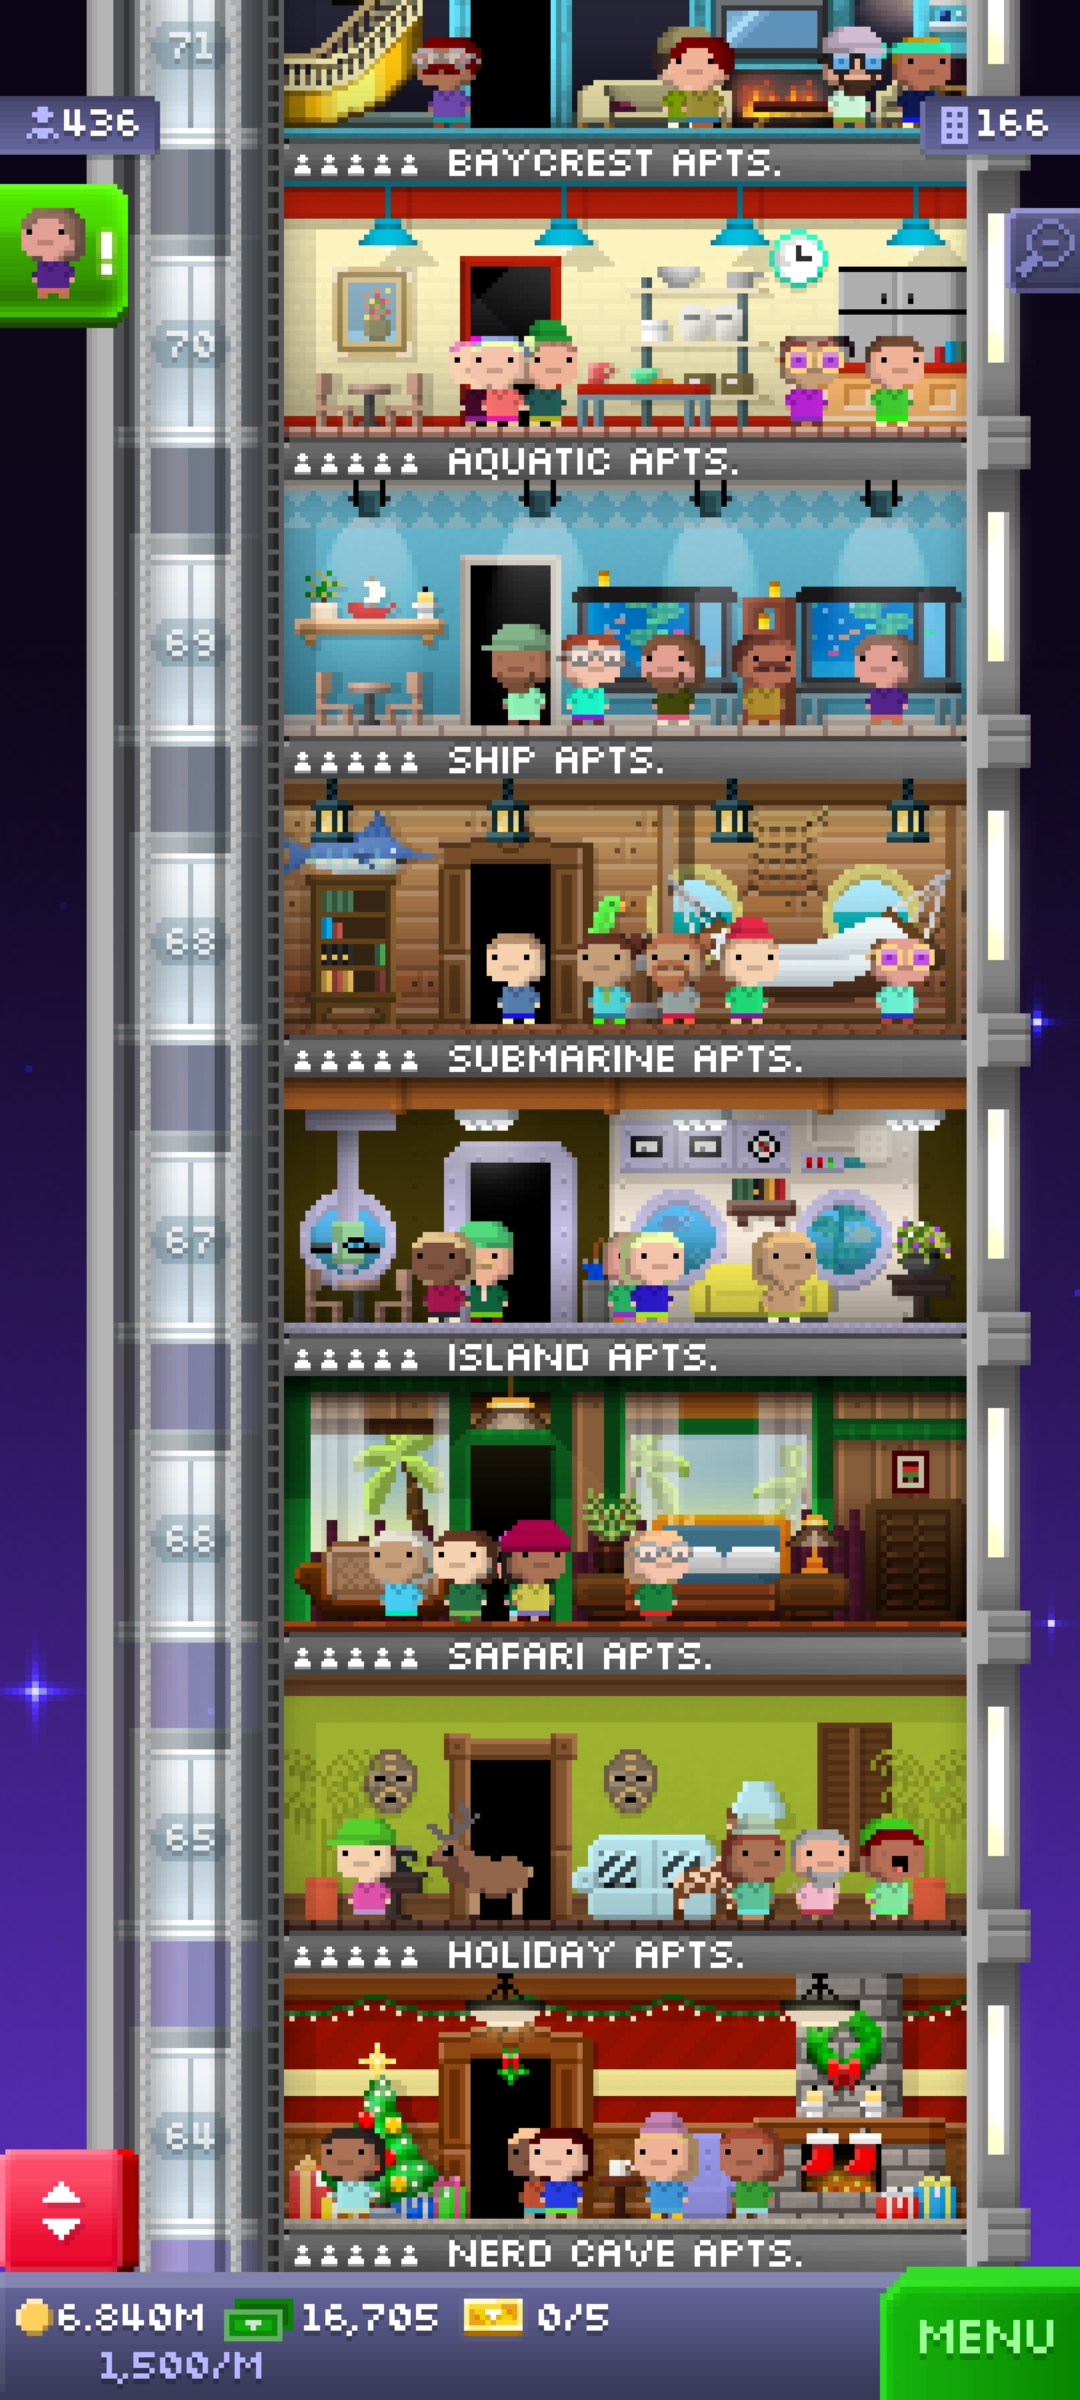 71
436
166
BAYCREST APTS.
!
70
AQUATIC APTS.
69
SHIP APTS.
68
SUBMARINE APTS.
67
ISLAND APTS.
66
SAFARI APTS.
65
HOLIDAY APTS.
64
NERD CAVE APTS.
6.840M 16,705 0/5
1,500/M
MENU